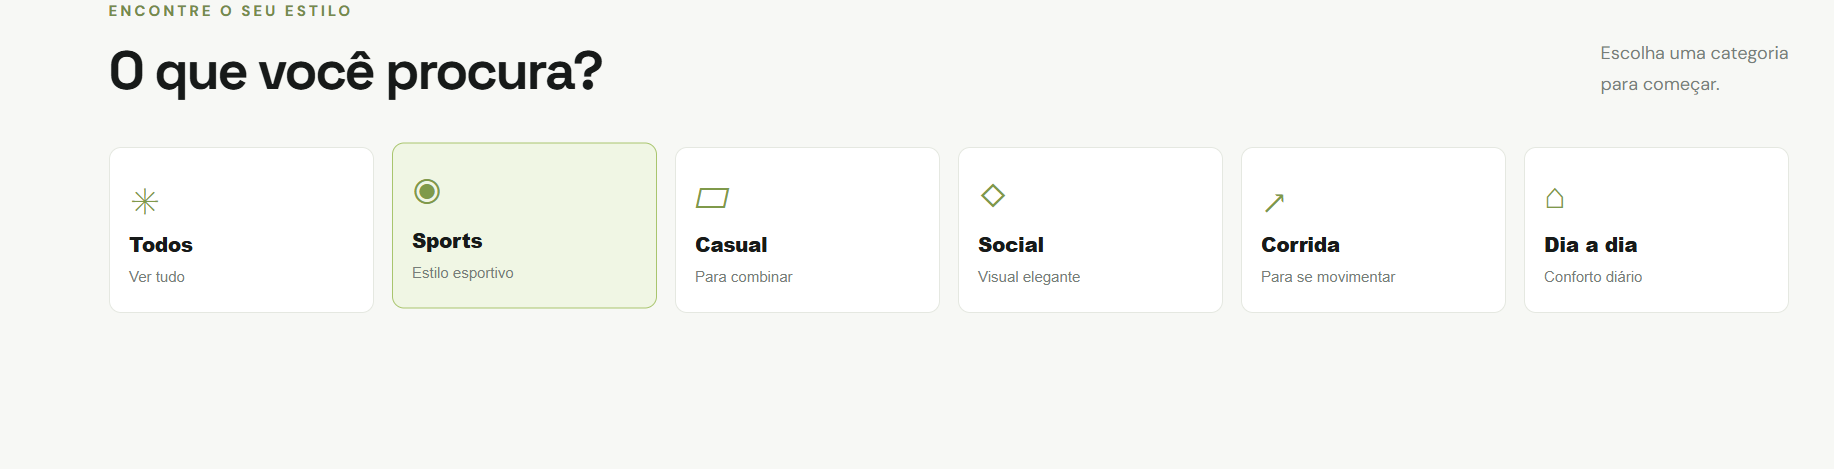 ENCONTRE O SEU ESTILO
O que você procura?
Escolha uma categoria
para começar.
Todos
Ver tudo
Sports
Estilo esportivo
Casual
Para combinar
Social
Visual elegante
Corrida
Para se movimentar
Dia a dia
Conforto diário